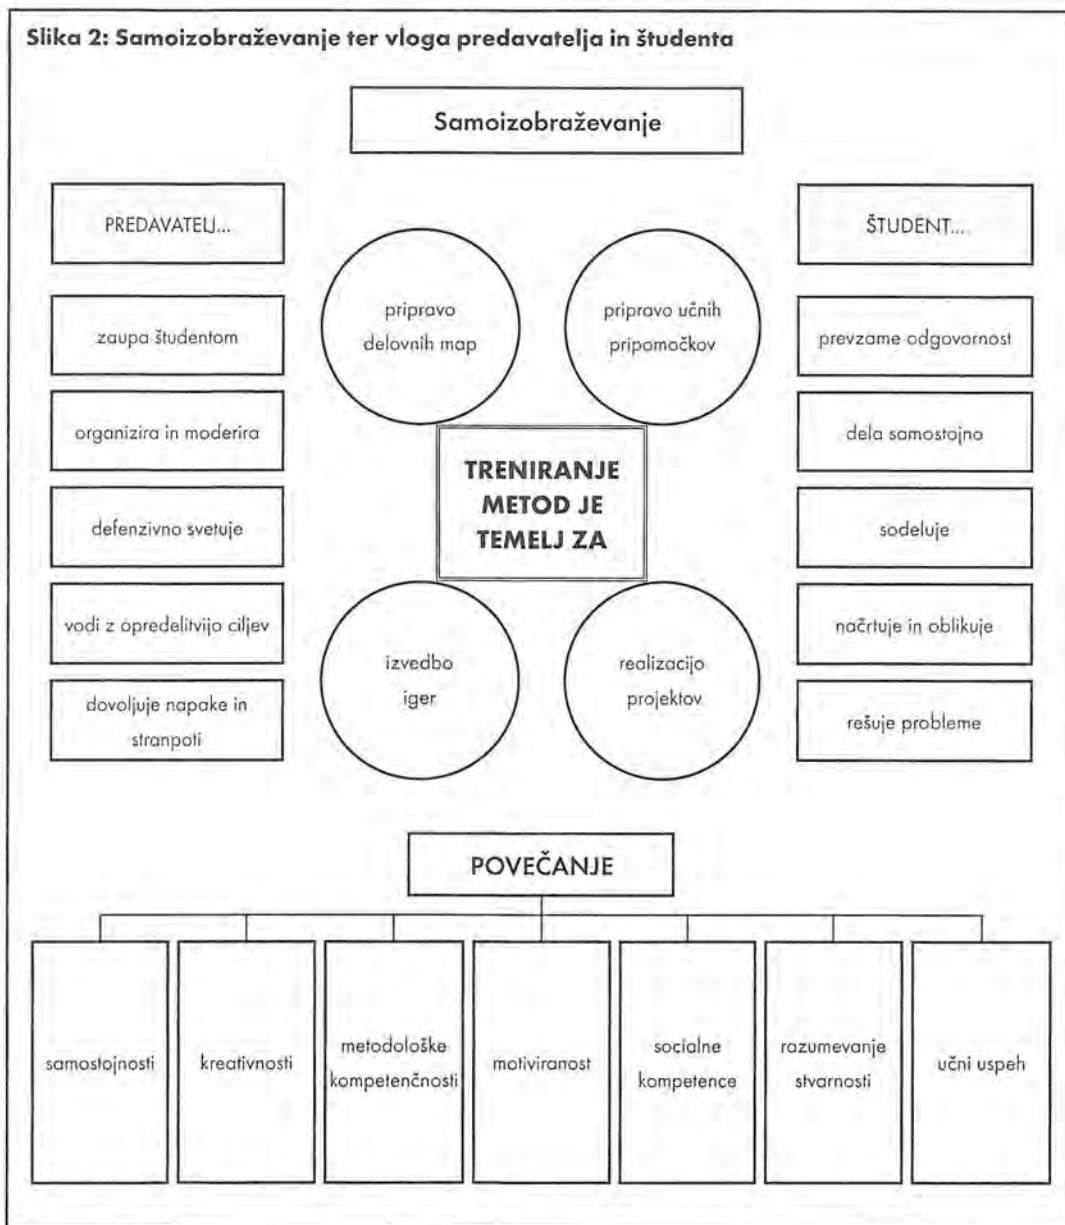 Slika 2: Samoizobraževanje ter vloga predavatelja in študenta
Samoizobraževanje
PREDAVATELJ...
zaupa študentom
organizira in moderira
defenzivno svetuje
vodi z opredelitvijo ciljev
dovoljuje napake in
stranpoti
pripravo
delovnih map
pripravo učnih
pripomočkov
TRENIRANJE
METOD JE
TEMELJ ZA
izvedbo
iger
realizacijo
projektov
ŠTUDENT....
prevzame odgovornost
dela samostojno
sodeluje
načrtuje in oblikuje
rešuje probleme
POVEČANJE
samostojnosti
kreativnosti
metodološke
kompetenčnosti
motiviranost
socialne
kompetence
razumevanje
stvarnosti
učni uspeh